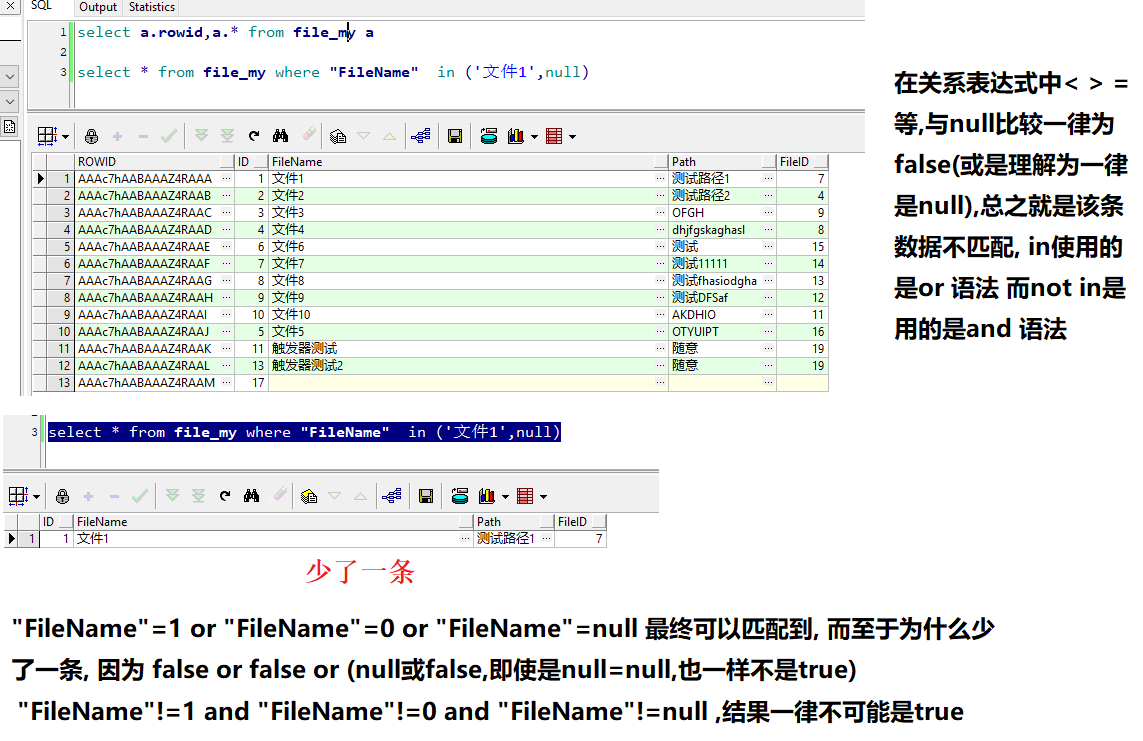 SQL Output Statistics
1 select a.rowid,a.* from file_my a
2
3 select * from file_my where "FileName"  in ('文件1',null)
ROWID ID FileName Path FileID
1 AAAc7hAABAAAZ4RAAA ··· 1 文件1 ··· 测试路径1 ··· 7
2 AAAc7hAABAAAZ4RAAB ··· 2 文件2 ··· 测试路径2 ··· 4
3 AAAc7hAABAAAZ4RAAC ··· 3 文件3 ··· OFGH ··· 9
4 AAAc7hAABAAAZ4RAAD ··· 4 文件4 ··· dhjfgskaghasl ··· 8
5 AAAc7hAABAAAZ4RAAE ··· 6 文件6 ··· 测试 ··· 15
6 AAAc7hAABAAAZ4RAAF ··· 7 文件7 ··· 测试11111 ··· 14
7 AAAc7hAABAAAZ4RAAG ··· 8 文件8 ··· 测试fhasiodgha ··· 13
8 AAAc7hAABAAAZ4RAAH ··· 9 文件9 ··· 测试DFSaf ··· 12
9 AAAc7hAABAAAZ4RAAI ··· 10 文件10 ··· AKDHIO ··· 11
10 AAAc7hAABAAAZ4RAAJ ··· 5 文件5 ··· OTYUIPT ··· 16
11 AAAc7hAABAAAZ4RAAK ··· 11 触发器测试 ··· 随意 ··· 19
12 AAAc7hAABAAAZ4RAAL ··· 13 触发器测试2 ··· 随意 ··· 19
13 AAAc7hAABAAAZ4RAAM ··· 17 ··· ···
在关系表达式中< > =
等,与null比较一律为
false(或是理解为一律
是null),总之就是该条
数据不匹配, in使用的
是or 语法 而not in是
用的是and 语法
3 select * from file_my where "FileName"  in ('文件1',null)
ID FileName Path FileID
1 1 文件1 ··· 测试路径1 ··· 7
少了一条
"FileName"=1 or "FileName"=0 or "FileName"=null 最终可以匹配到, 而至于为什么少
了一条, 因为 false or false or (null或false,即使是null=null,也一样不是true)
"FileName"!=1 and "FileName"!=0 and "FileName"!=null ,结果一律不可能是true